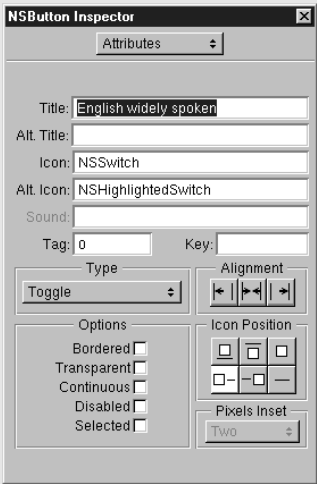 NSButton Inspector
Attributes
Title: English widely spoken
Alt. Title:
Icon: NSSwitch
Alt. Icon: NSHighlightedSwitch
Sound:
Tag: 0 Key:
Type Alignment
Toggle
Options Icon Position
Bordered
Transparent
Continuous
Disabled
Selected
Pixels Inset
Two